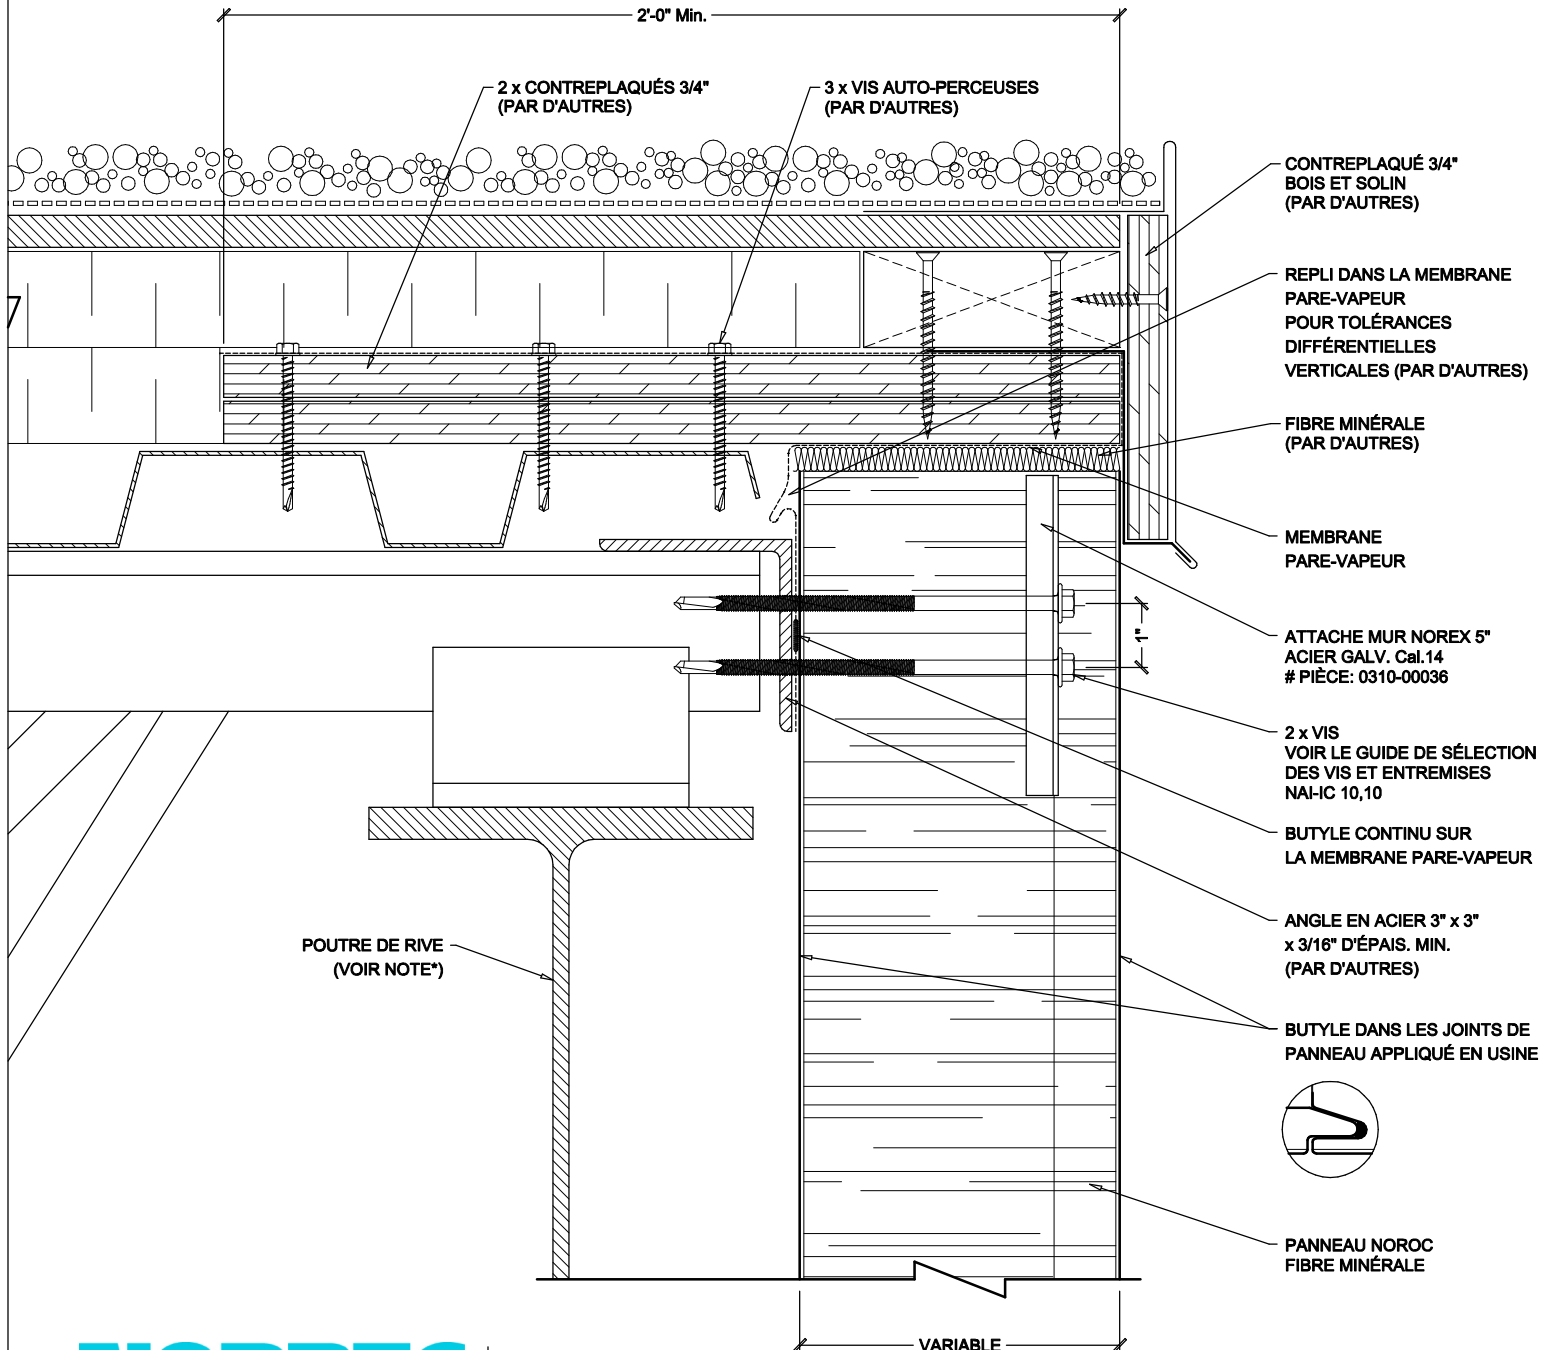 2'-0" Min.
2 x CONTREPLAQUÉS 3/4"
(PAR D'AUTRES)
3 x VIS AUTO-PERCEUSES
(PAR D'AUTRES)
CONTREPLAQUÉ 3/4"
BOIS ET SOLIN
(PAR D'AUTRES)
REPLI DANS LA MEMBRANE
PARE-VAPEUR
POUR TOLÉRANCES
DIFFÉRENTIELLES
VERTICALES (PAR D'AUTRES)
7
FIBRE MINÉRALE
(PAR D'AUTRES)
MEMBRANE
PARE-VAPEUR
1"
ATTACHE MUR NOREX 5"
ACIER GALV. Cal.14
# PIÈCE: 0310-00036
2 x VIS
VOIR LE GUIDE DE SÉLECTION
DES VIS ET ENTREMISES
NAI-IC 10,10
BUTYLE CONTINU SUR
LA MEMBRANE PARE-VAPEUR
ANGLE EN ACIER 3" x 3"
x 3/16" D'ÉPAIS. MIN.
(PAR D'AUTRES)
POUTRE DE RIVE
(VOIR NOTE*)
BUTYLE DANS LES JOINTS DE
PANNEAU APPLIQUÉ EN USINE
PANNEAU NOROC
FIBRE MINÉRALE
VARIABLE